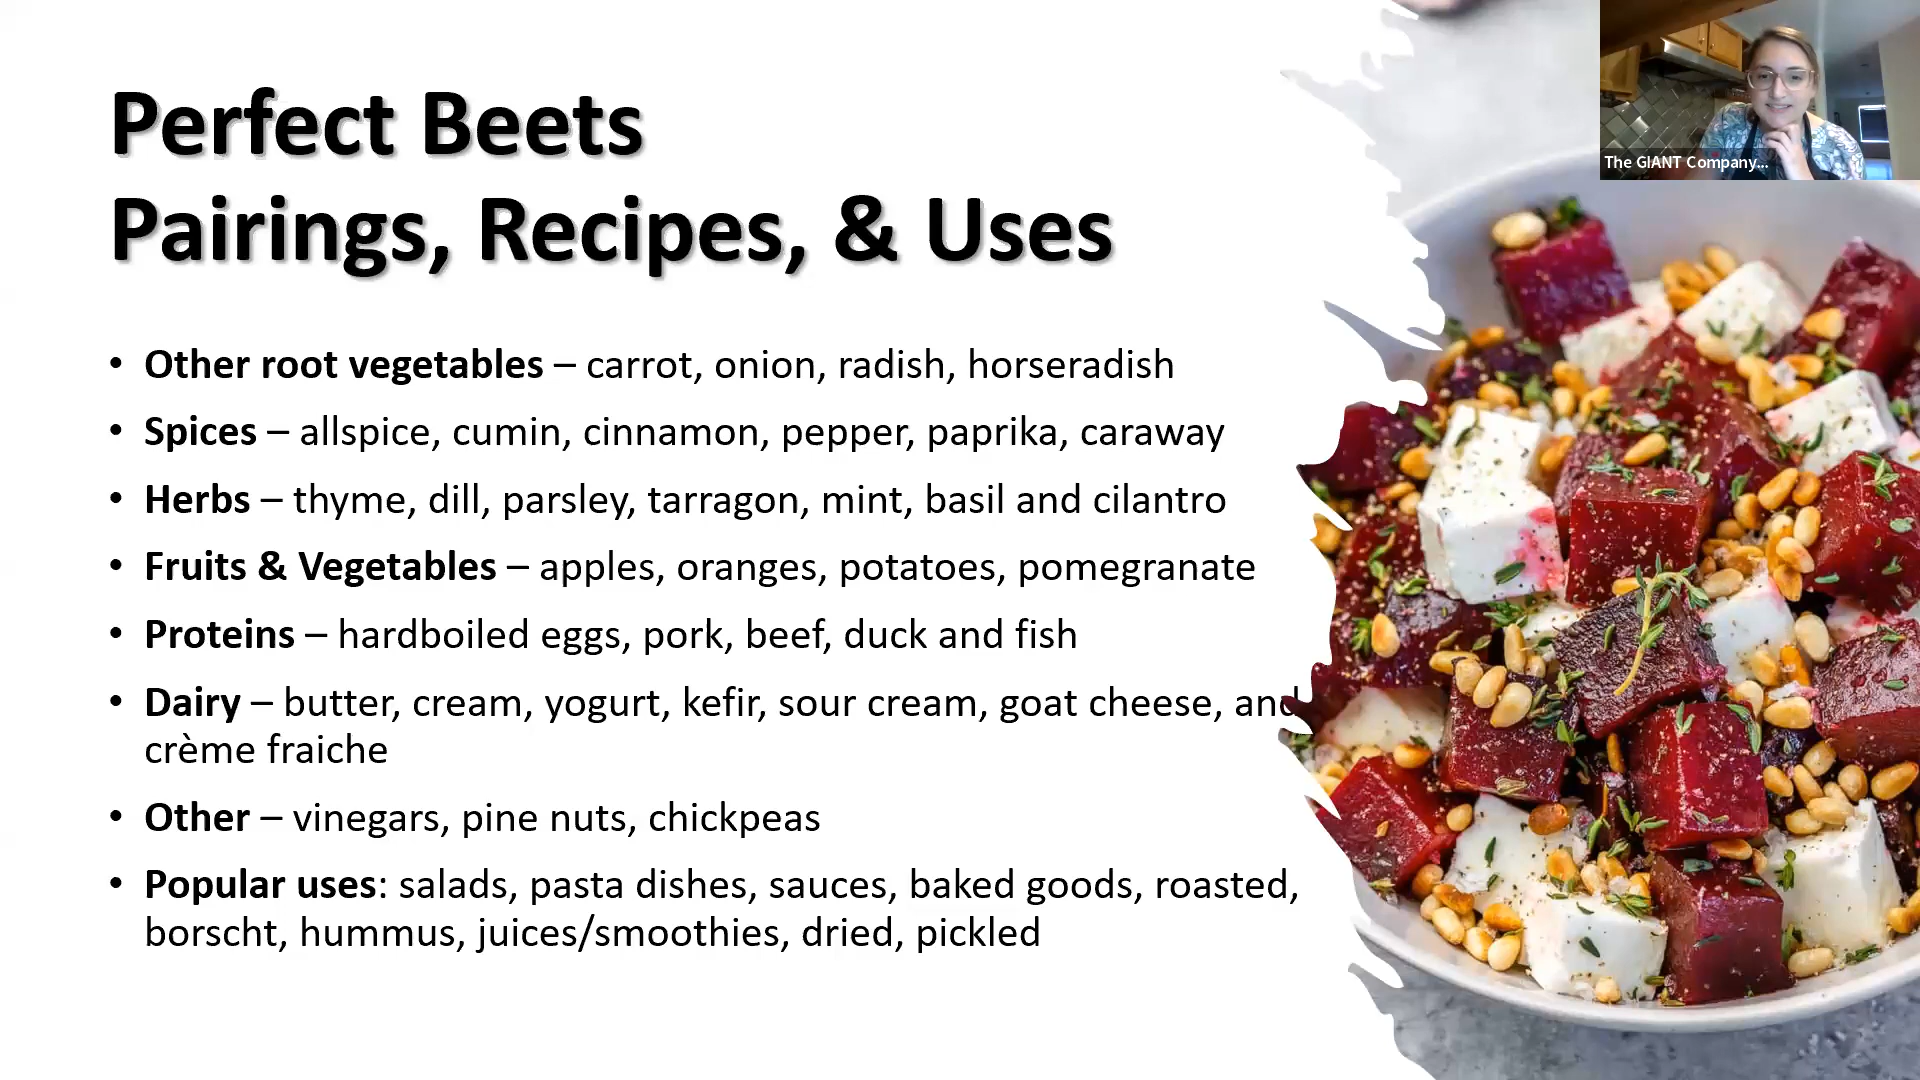 The GIANT Company...
Perfect Beets
Pairings, Recipes, & Uses
• Other root vegetables – carrot, onion, radish, horseradish
• Spices – allspice, cumin, cinnamon, pepper, paprika, caraway
• Herbs – thyme, dill, parsley, tarragon, mint, basil and cilantro
• Fruits & Vegetables – apples, oranges, potatoes, pomegranate
• Proteins – hardboiled eggs, pork, beef, duck and fish
• Dairy – butter, cream, yogurt, kefir, sour cream, goat cheese, and
crème fraiche
• Other – vinegars, pine nuts, chickpeas
• Popular uses: salads, pasta dishes, sauces, baked goods, roasted,
borscht, hummus, juices/smoothies, dried, pickled